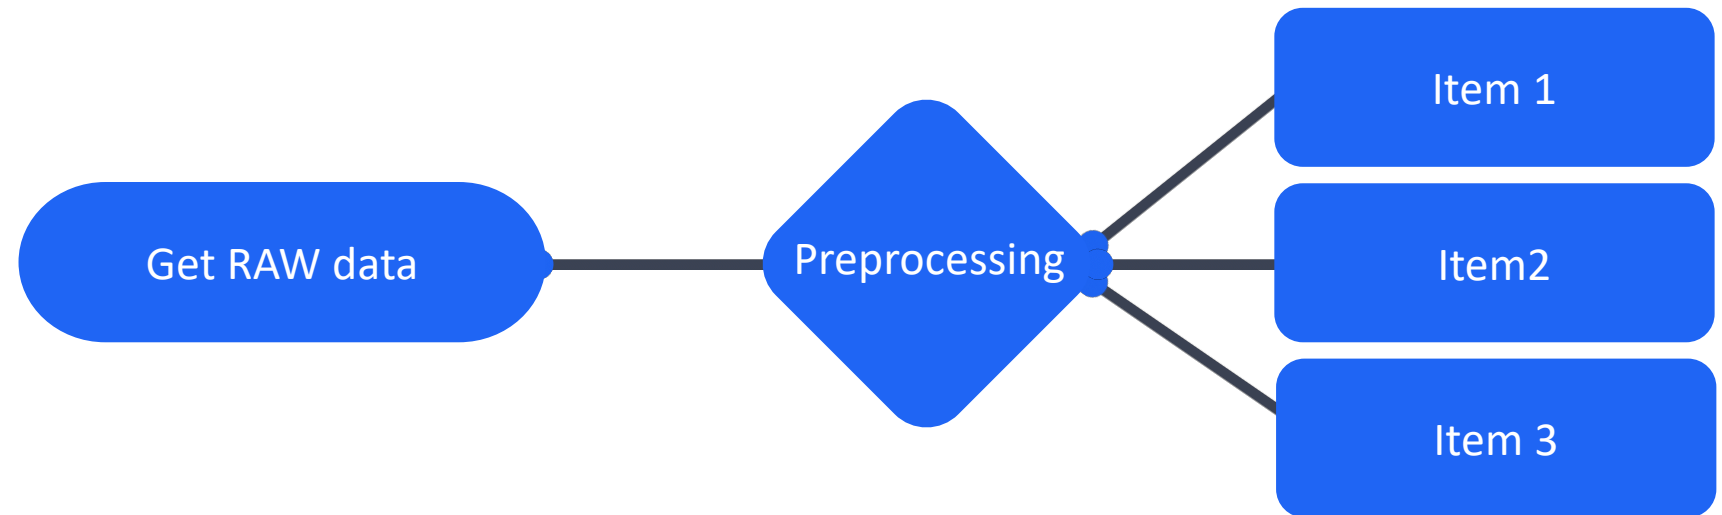 Get RAW data
Preprocessing
Item 1
Item2
Item 3